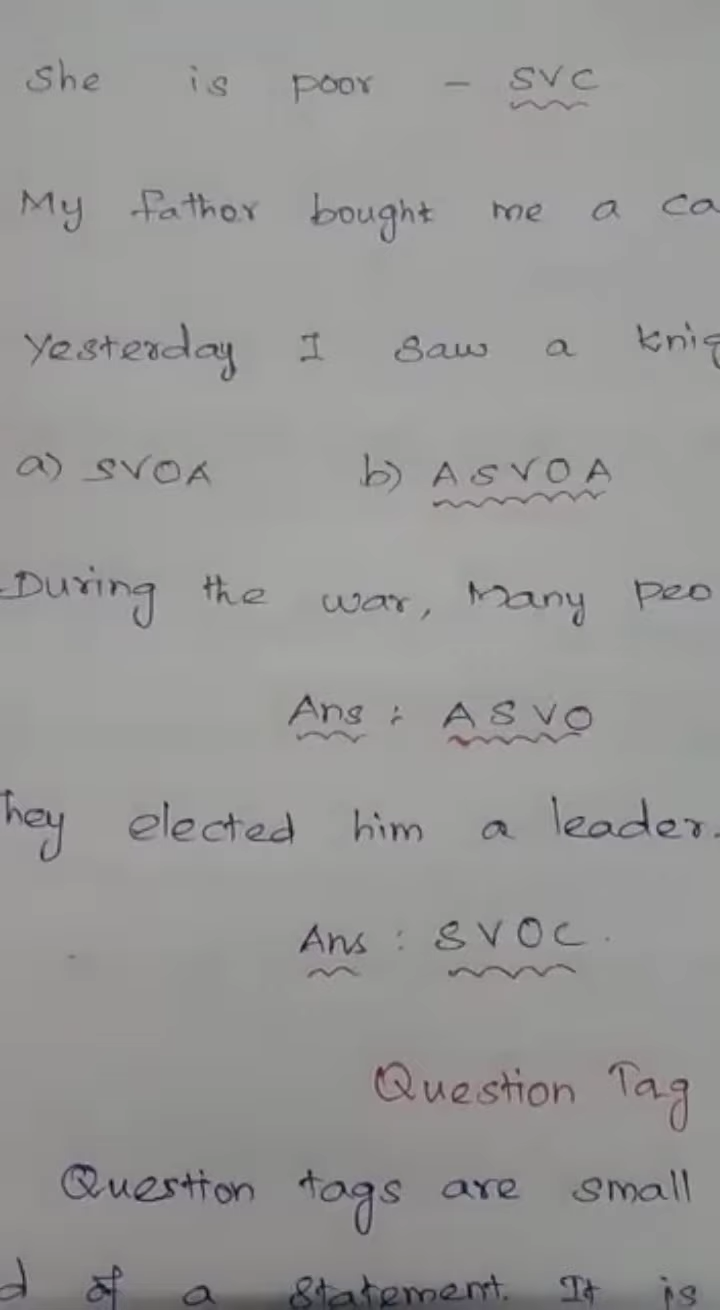 She is poor - SVC
My father bought me a
Yesterday I saw a
a) SVOA b) ASVOA
During the war, Many
Ans : ASVO
elected him a leader.
Ans : SVOC.
Question Tag
Question tags are small
of a statement. It is